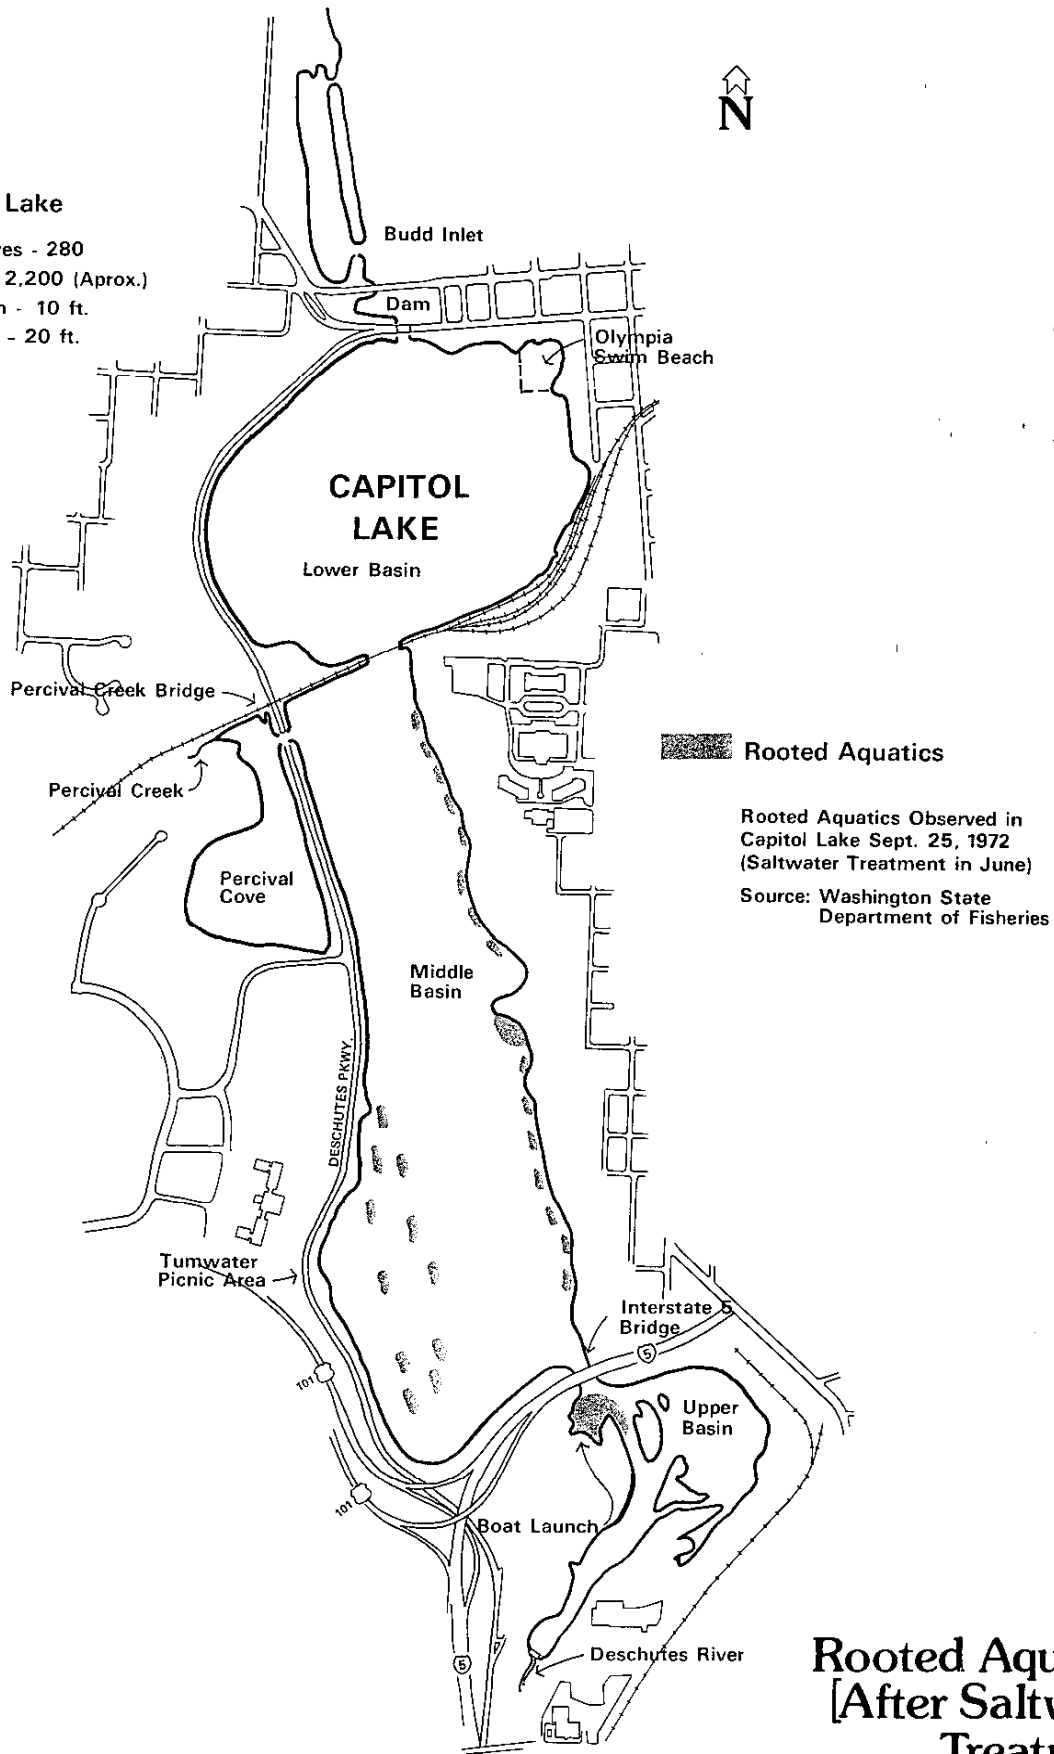 N
Lake
res - 280
2,200 (Aprox.)
n - 10 ft.
- 20 ft.
Budd Inlet
Dam
Olympia
Swim Beach
CAPITOL
LAKE
Lower Basin
Percival Creek Bridge
Percival Creek
Rooted Aquatics
Rooted Aquatics Observed in
Capitol Lake Sept. 25, 1972
(Saltwater Treatment in June)
Source: Washington State
Department of Fisheries
Percival
Cove
Middle
Basin
DESCHUTES PKWY.
Tumwater
Picnic Area
Interstate 5
Bridge
5
101
Upper
Basin
101
Boat Launch
5
Deschutes River
Rooted Aqu
[After Saltw
Treat